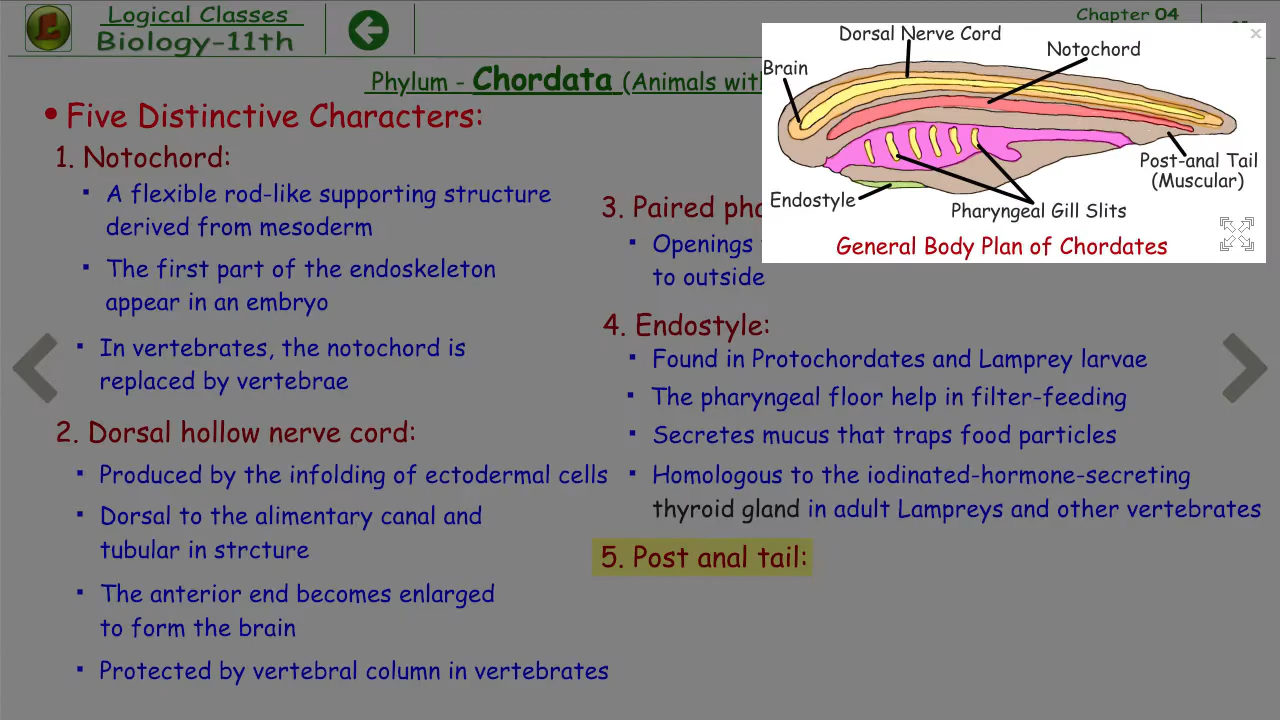 Logical Classes
Biology-11th
Chapter 04
Phylum - Chordata (Animals with
• Five Distinctive Characters:
1. Notochord:
▪ A flexible rod-like supporting structure
derived from mesoderm
▪ The first part of the endoskeleton
appear in an embryo
▪ In vertebrates, the notochord is
replaced by vertebrae
2. Dorsal hollow nerve cord:
▪ Produced by the infolding of ectodermal cells
▪ Dorsal to the alimentary canal and
tubular in strcture
▪ The anterior end becomes enlarged
to form the brain
▪ Protected by vertebral column in vertebrates
3. Paired
▪ Openings
to outside
4. Endostyle:
▪ Found in Protochordates and Lamprey larvae
▪ The pharyngeal floor help in filter-feeding
▪ Secretes mucus that traps food particles
▪ Homologous to the iodinated-hormone-secreting
thyroid gland in adult Lampreys and other vertebrates
5. Post anal tail:
Dorsal Nerve Cord
Notochord
Brain
Post-anal Tail
(Muscular)
Endostyle
Pharyngeal Gill Slits
General Body Plan of Chordates